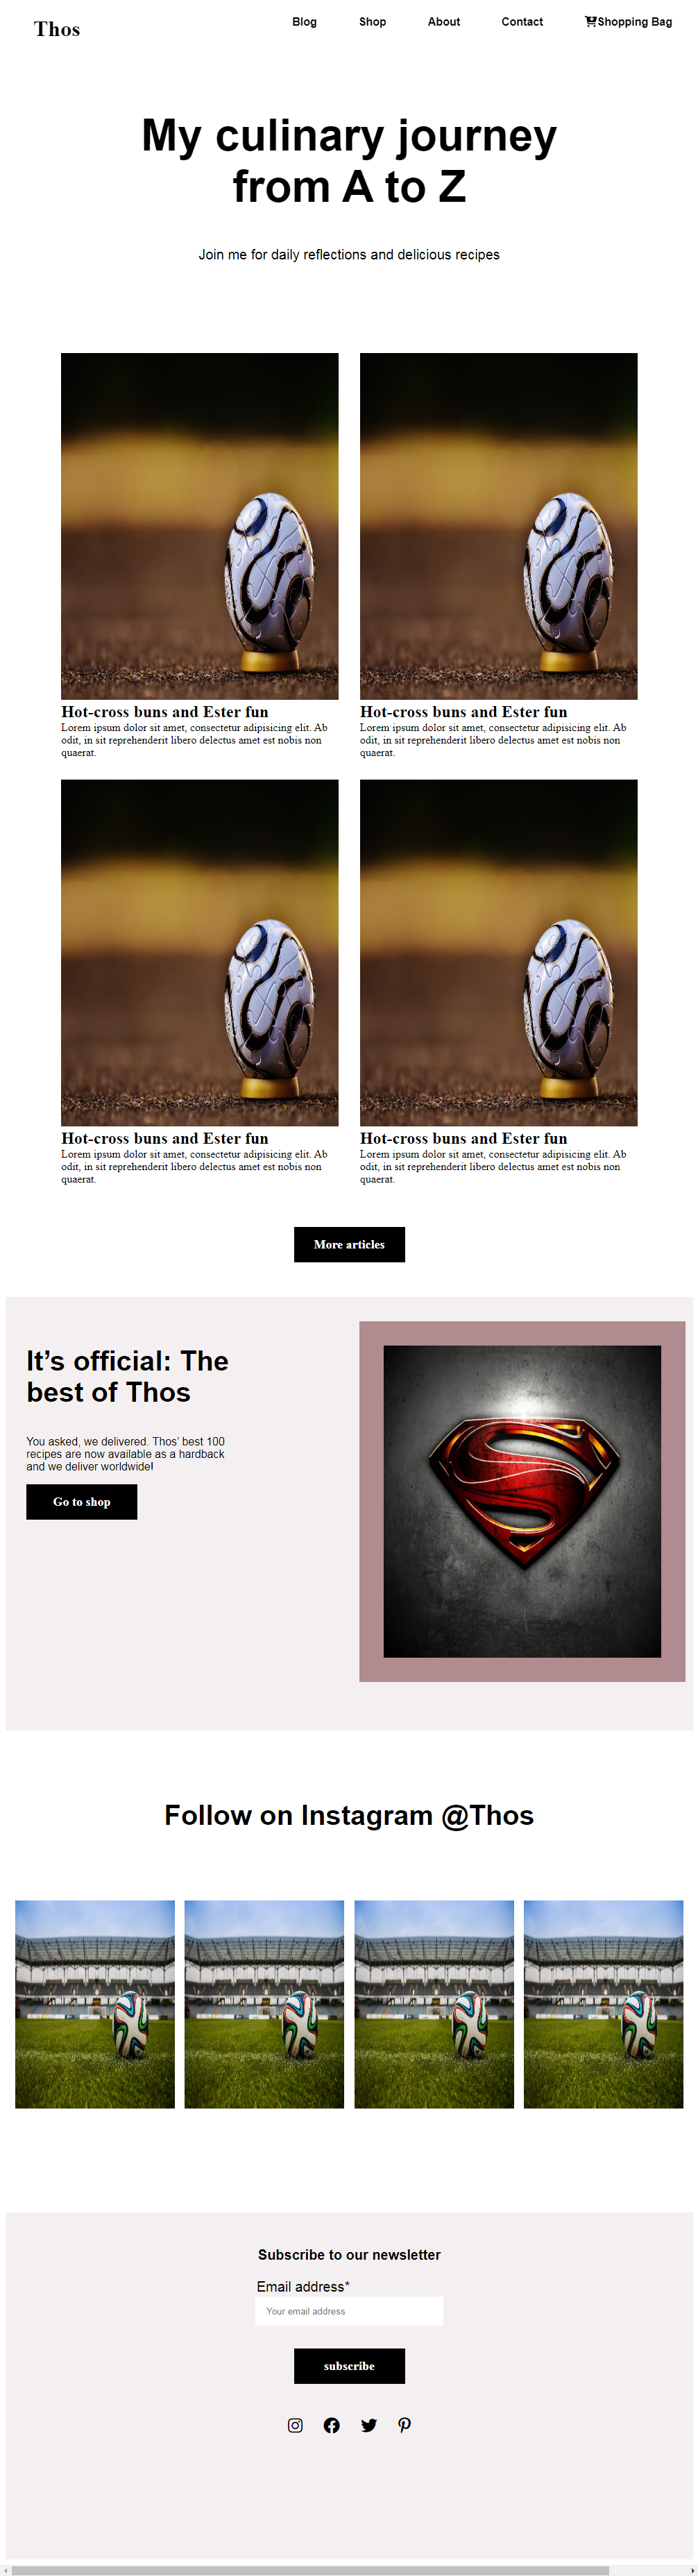 Thos
Blog
Shop
About
Contact
Shopping Bag
My culinary journey
from A to Z
Join me for daily reflections and delicious recipes
Hot-cross buns and Ester fun
Lorem ipsum dolor sit amet, consectetur adipisicing elit. Ab
odit, in sit reprehenderit libero delectus amet est nobis non
quaerat.
Hot-cross buns and Ester fun
Lorem ipsum dolor sit amet, consectetur adipisicing elit. Ab
odit, in sit reprehenderit libero delectus amet est nobis non
quaerat.
Hot-cross buns and Ester fun
Lorem ipsum dolor sit amet, consectetur adipisicing elit. Ab
odit, in sit reprehenderit libero delectus amet est nobis non
quaerat.
Hot-cross buns and Ester fun
Lorem ipsum dolor sit amet, consectetur adipisicing elit. Ab
odit, in sit reprehenderit libero delectus amet est nobis non
quaerat.
More articles
It’s official: The
best of Thos
You asked, we delivered. Thos’ best 100
recipes are now available as a hardback
and we deliver worldwide!
Go to shop
Follow on Instagram @Thos
Subscribe to our newsletter
Email address*
Your email address
subscribe